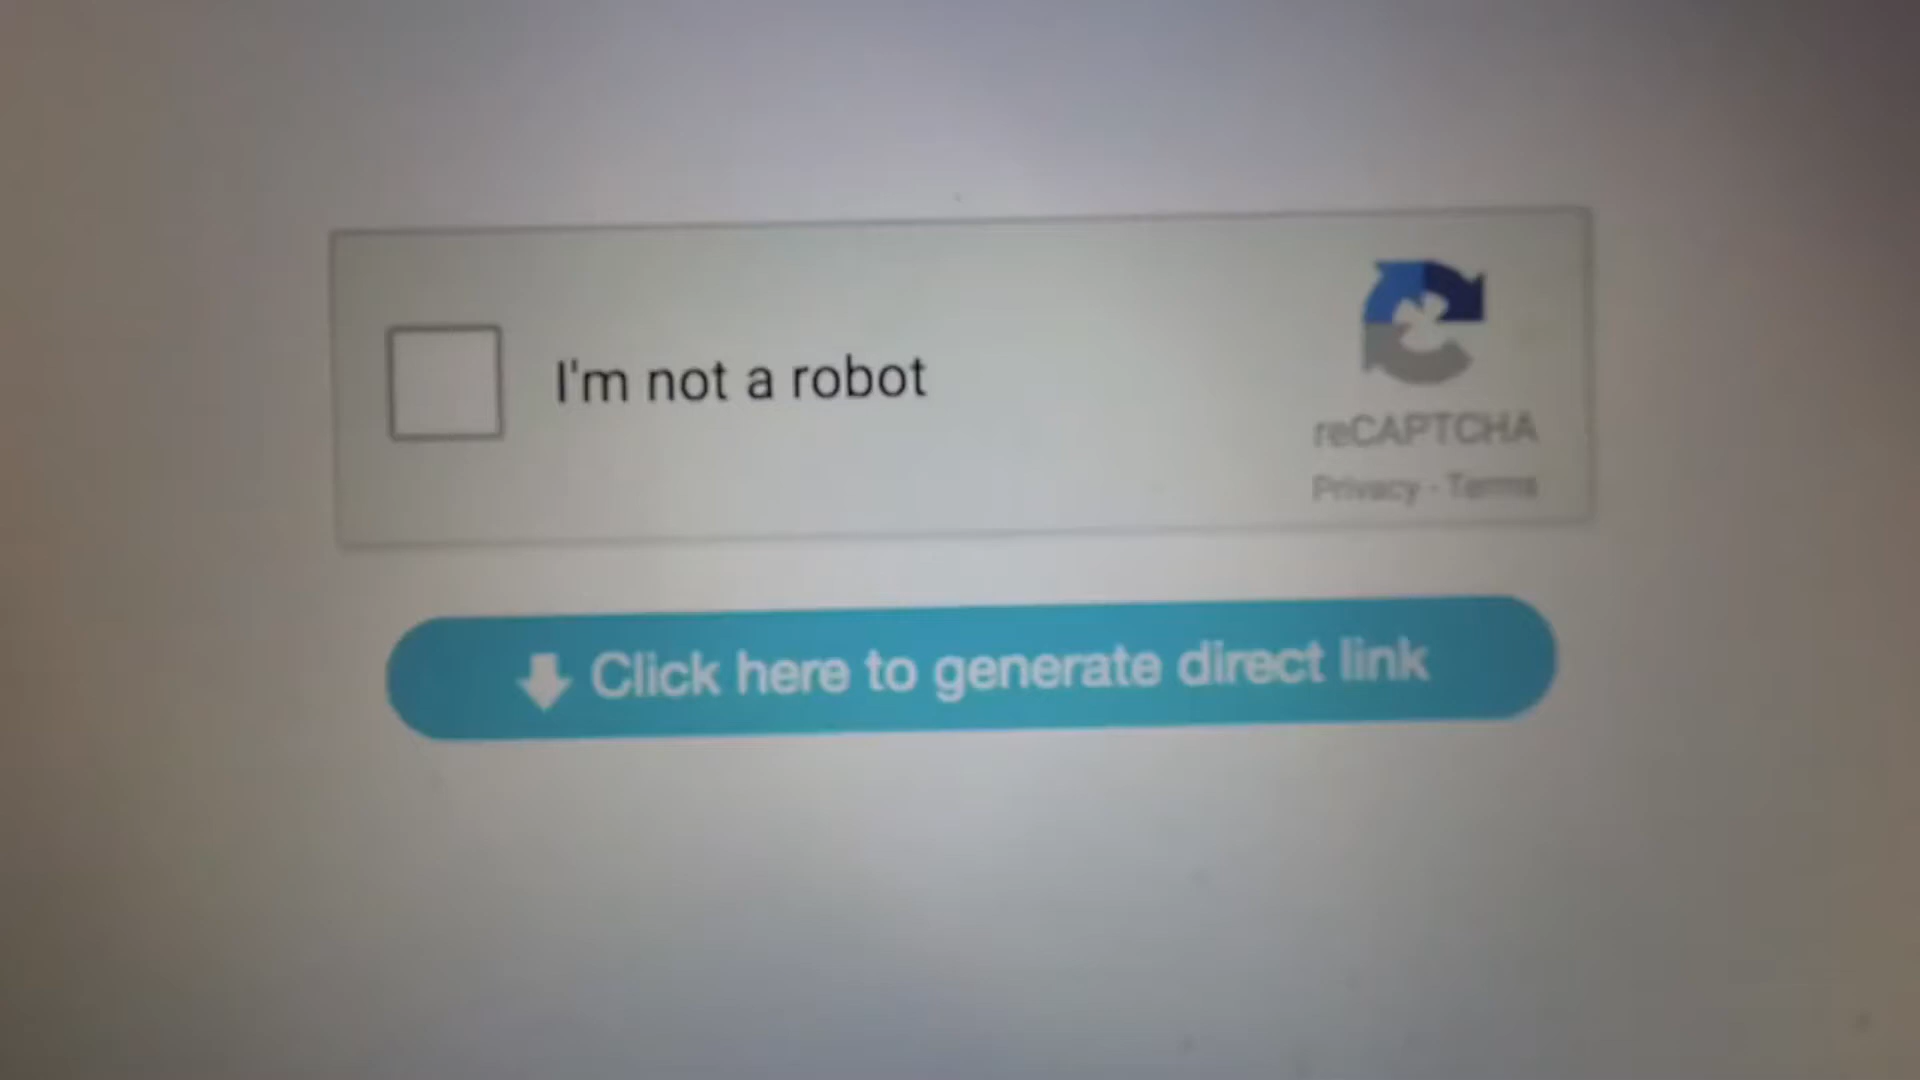 I'm not a robot
reCAPTCHA
Privacy - Terms
Click here to generate direct link